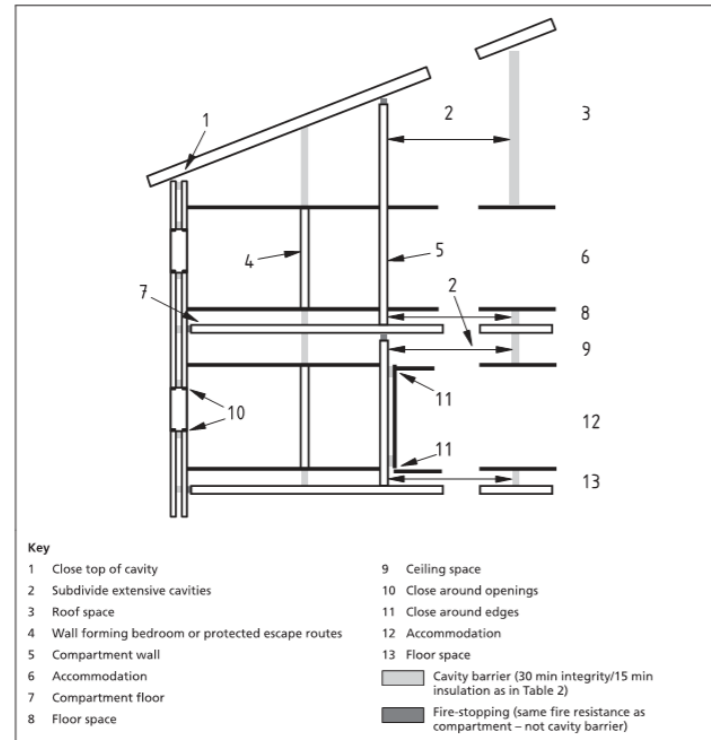 1
2
3
4
5
6
7
2
8
9
10
11
11
12
13
Key
1 Close top of cavity
2 Subdivide extensive cavities
3 Roof space
4 Wall forming bedroom or protected escape routes
5 Compartment wall
6 Accommodation
7 Compartment floor
8 Floor space
9 Ceiling space
10 Close around openings
11 Close around edges
12 Accommodation
13 Floor space
Cavity barrier (30 min integrity/15 min
insulation as in Table 2)
Fire-stopping (same fire resistance as
compartment – not cavity barrier)